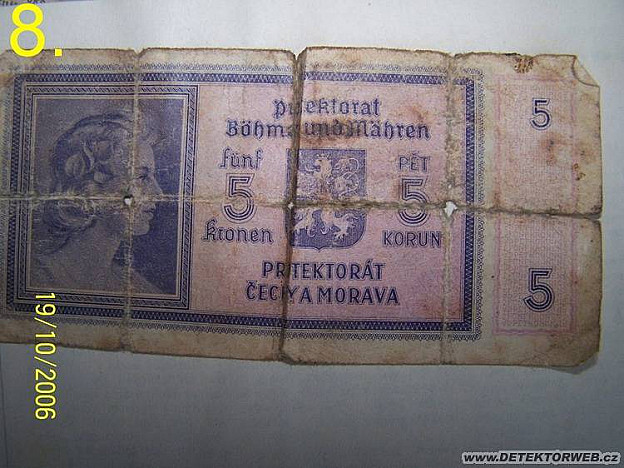 8.
Protektorat
Böhmen und Mähren
fünf PĚT
5 5
Kronen KORUN
PROTEKTORÁT
ČECHY A MORAVA
5
5
19/10/2006
www.DETEKTORWEB.cz